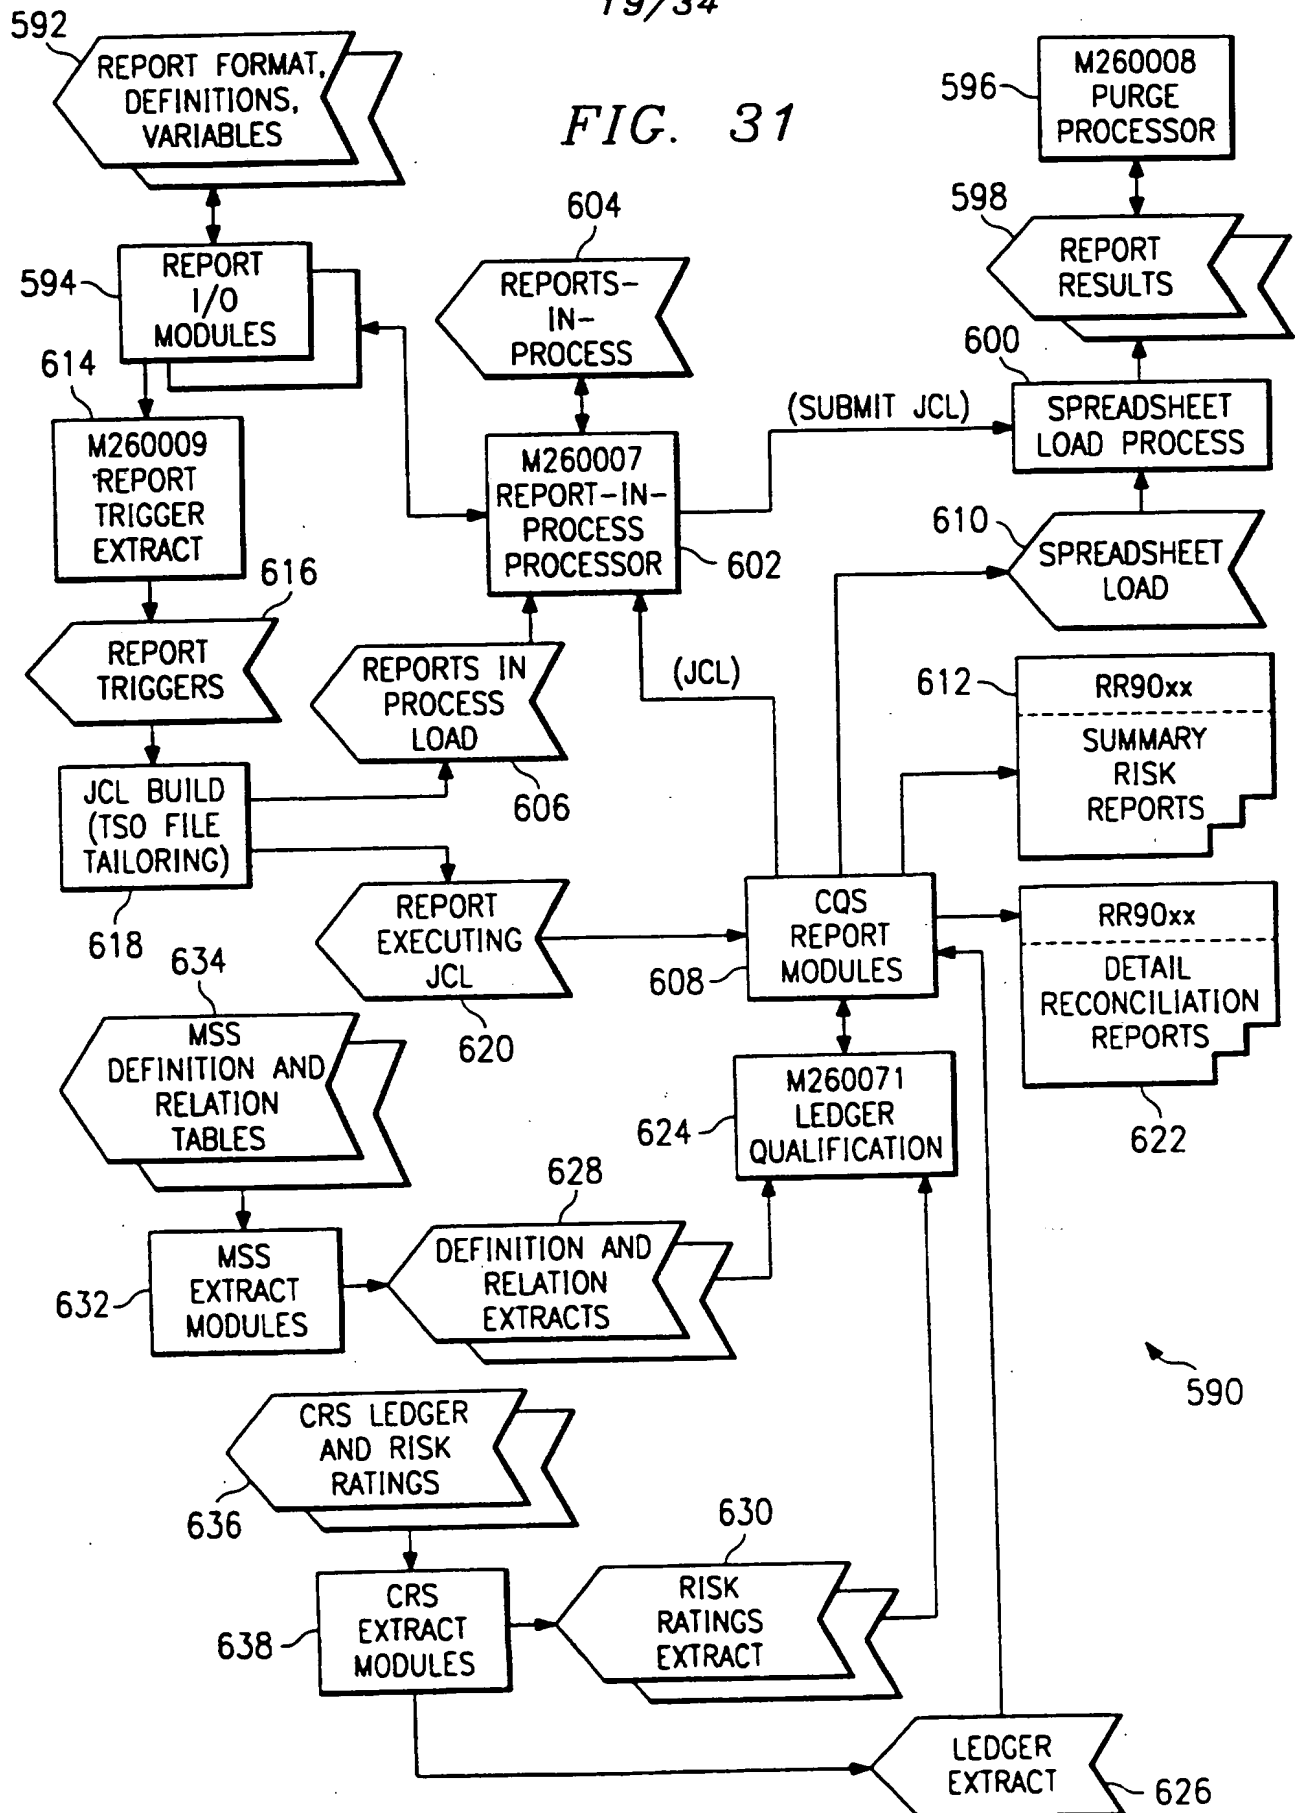 19/34
FIG. 31
592
REPORT FORMAT,
DEFINITIONS,
VARIABLES
594
REPORT
I/O
MODULES
596
M260008
PURGE
PROCESSOR
598
REPORT
RESULTS
600
SPREADSHEET
LOAD PROCESS
604
REPORTS-
IN-
PROCESS
(SUBMIT JCL)
614
M260009
REPORT
TRIGGER
EXTRACT
M260007
REPORT-IN-
PROCESS
PROCESSOR
602
610
SPREADSHEET
LOAD
616
REPORT
TRIGGERS
REPORTS IN
PROCESS
LOAD
606
(JCL)
612
RR90xx
SUMMARY
RISK
REPORTS
JCL BUILD
(TSO FILE
TAILORING)
618
REPORT
EXECUTING
JCL
620
CQS
REPORT
MODULES
608
RR90xx
DETAIL
RECONCILIATION
REPORTS
622
634
MSS
DEFINITION AND
RELATION
TABLES
M260071
LEDGER
QUALIFICATION
624
628
DEFINITION AND
RELATION
EXTRACTS
MSS
EXTRACT
MODULES
632
590
CRS LEDGER
AND RISK
RATINGS
636
630
RISK
RATINGS
EXTRACT
CRS
EXTRACT
MODULES
638
LEDGER
EXTRACT
626